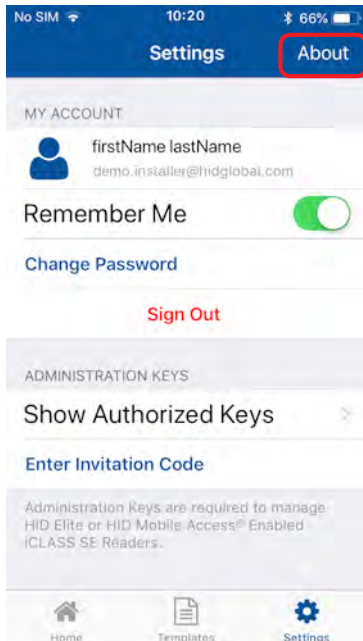 No SIM 10:20 66%
Settings About
MY ACCOUNT
firstName lastName
demo.installer@hidglobal.com
Remember Me
Change Password
Sign Out
ADMINISTRATION KEYS
Show Authorized Keys
Enter Invitation Code
Administration Keys are required to manage
HID Elite or HID Mobile Access® Enabled
iCLASS SE Readers.
Home Templates Settings